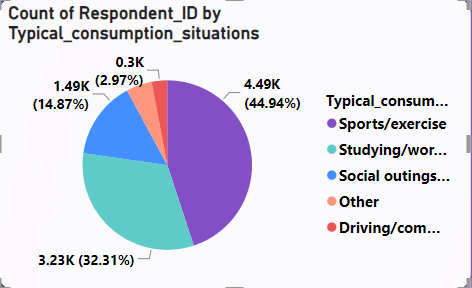 Count of Respondent_ID by
Typical_consumption_situations
0.3K
(2.97%)
1.49K
(14.87%)
4.49K
(44.94%)
3.23K (32.31%)
Typical_consum...
Sports/exercise
Studying/wor...
Social outings...
Other
Driving/com...